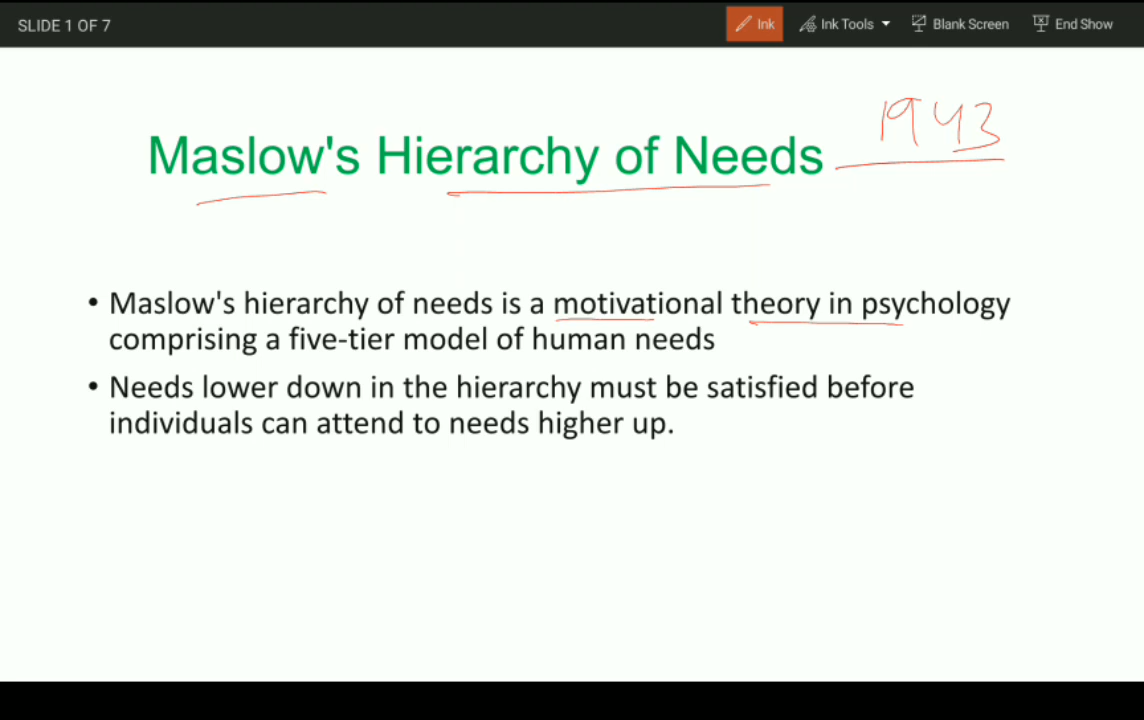 SLIDE 1 OF 7
Ink
Ink Tools
Blank Screen
End Show
1943
Maslow's Hierarchy of Needs
• Maslow's hierarchy of needs is a motivational theory in psychology
comprising a five-tier model of human needs
• Needs lower down in the hierarchy must be satisfied before
individuals can attend to needs higher up.